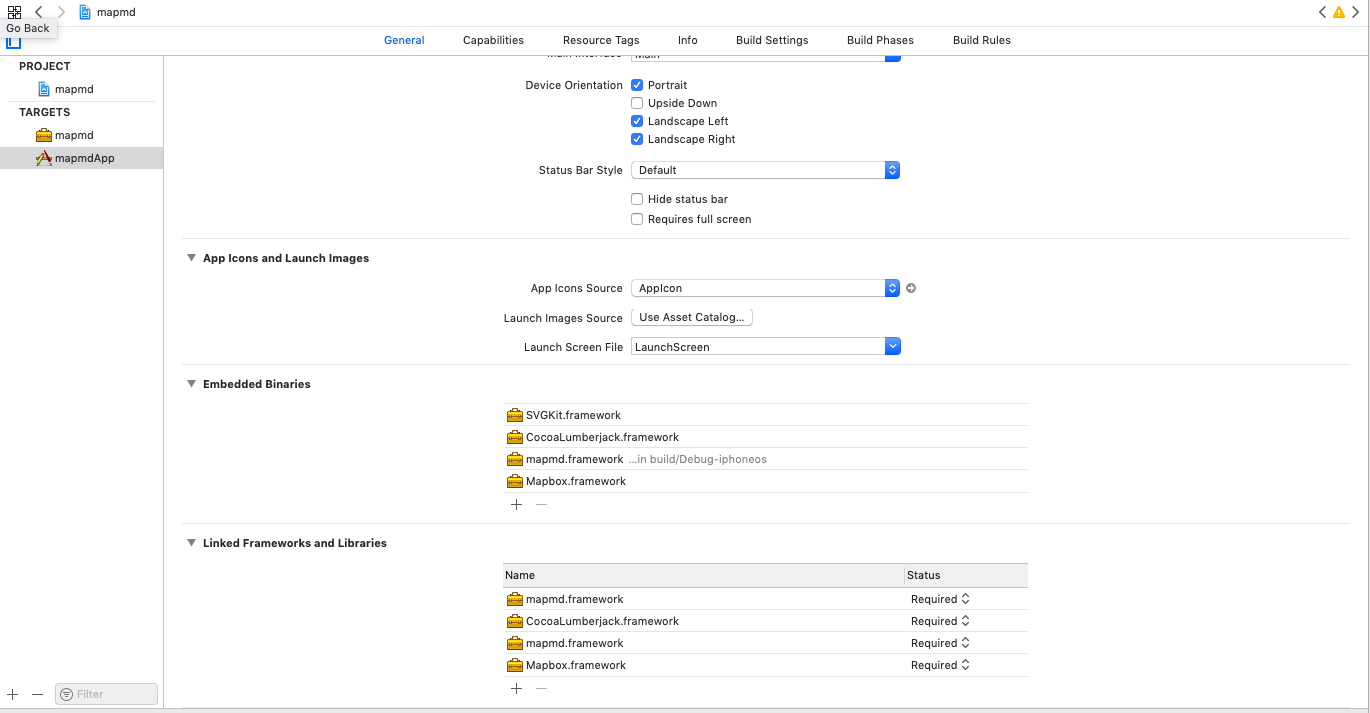 mapmd
Go Back
General Capabilities Resource Tags Info Build Settings Build Phases Build Rules
PROJECT
mapmd
TARGETS
mapmd
mapmdApp
Main Interface Main
Device Orientation Portrait
Upside Down
Landscape Left
Landscape Right
Status Bar Style Default
Hide status bar
Requires full screen
App Icons and Launch Images
App Icons Source AppIcon
Launch Images Source Use Asset Catalog...
Launch Screen File LaunchScreen
Embedded Binaries
SVGKit.framework
CocoaLumberjack.framework
mapmd.framework ...in build/Debug-iphoneos
Mapbox.framework
Linked Frameworks and Libraries
Name Status
mapmd.framework Required
CocoaLumberjack.framework Required
mapmd.framework Required
Mapbox.framework Required
Filter